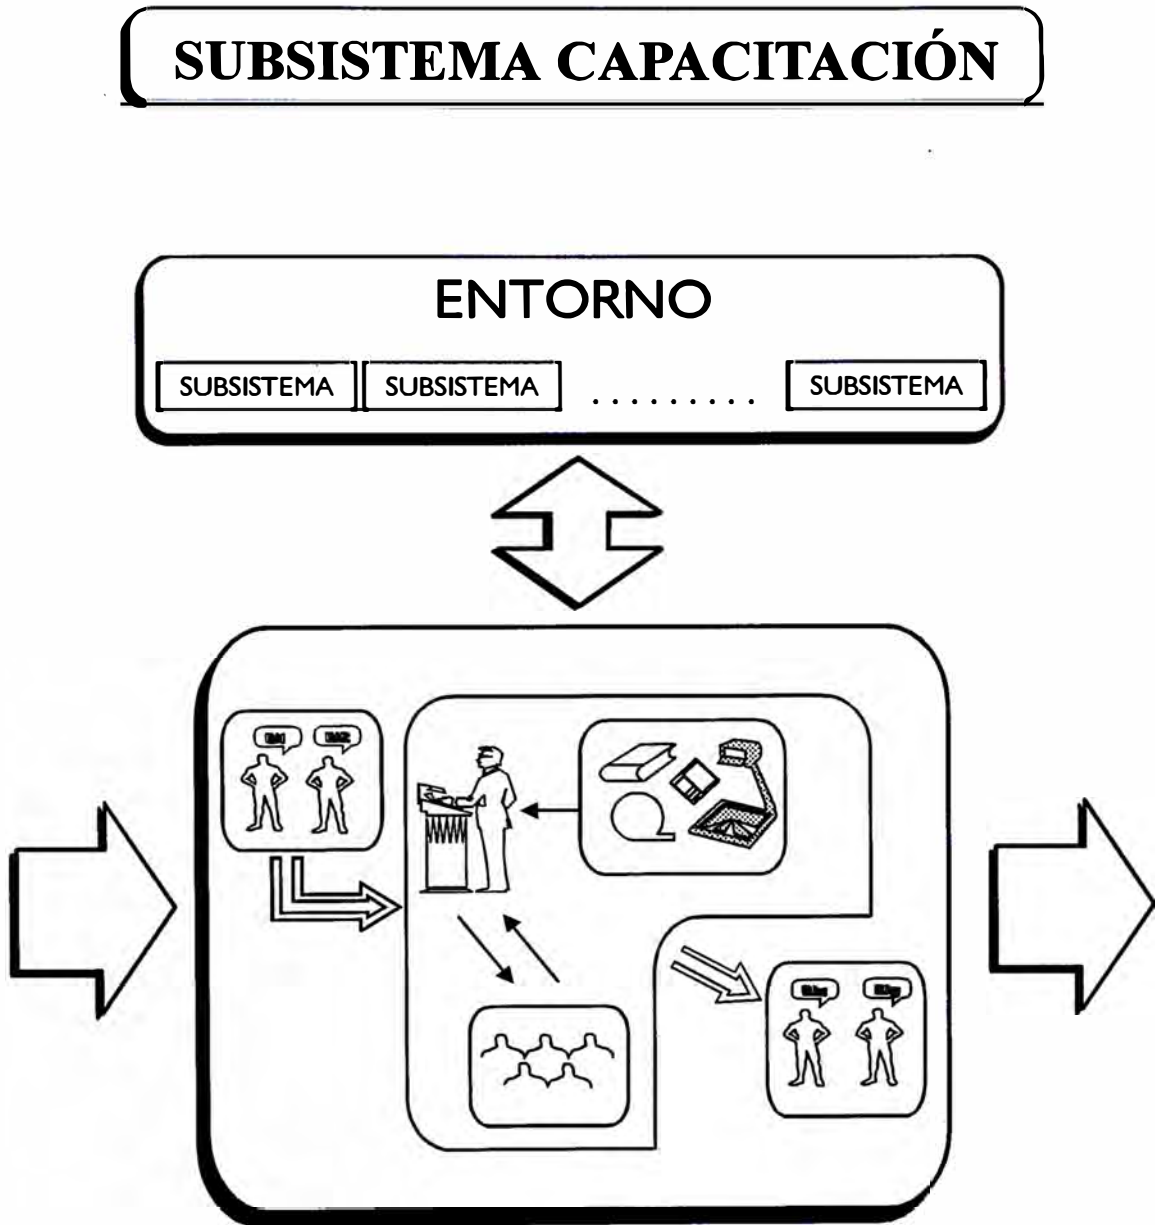 SUBSISTEMA CAPACITACIÓN
ENTORNO
SUBSISTEMA SUBSISTEMA ......... SUBSISTEMA